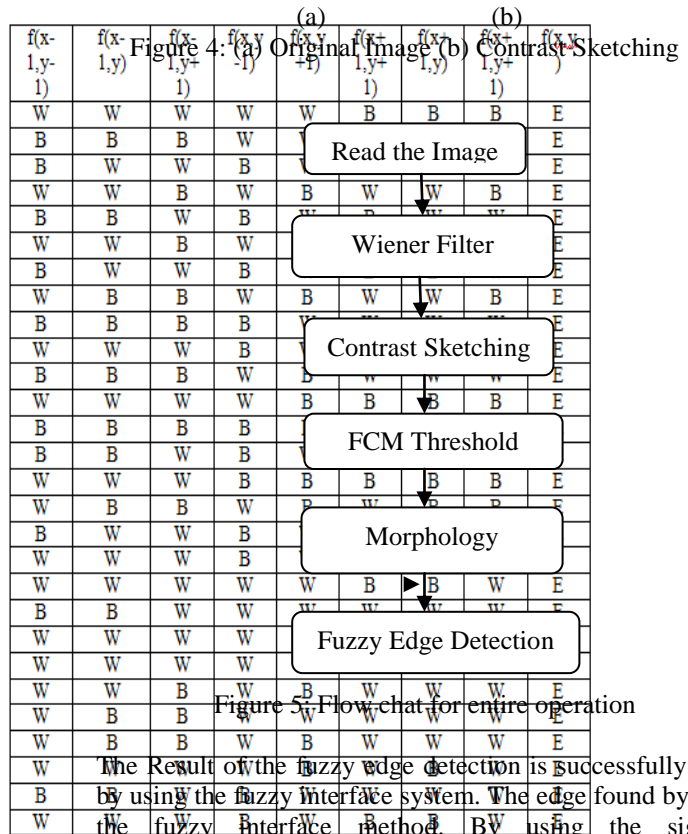 (a) (b)
Figure 4: (a) Original Image (b) Contrast Sketching
f(x- f(x- f(x- f(x,y f(x,y f(x+ f(x+ f(x+ f(x,y
1,y- 1,y) 1,y+ -1) +1) 1,y+ 1,y) 1,y+ )
1) 1) 1) 1)
W W W W W B B B E
B B B W E
Read the Image
B W W B E
W W B W B W W B E
B B W B E
W W B W E
Wiener Filter
B W W B E
W B B W B W W B E
B B B B E
W W W B E
Contrast Sketching
B B B W B W W W E
W W W W B B B B E
B B B B
FCM Threshold
B B W B
W W W B B B B B E
W B B W B W B B E
B W W B
Morphology
W W W B
W W W W W B B W E
B B W W W W W W E
W W W W
Fuzzy Edge Detection
W W W W
W W B W B W W W E
Figure 5: Flow chat for entire operation
W B B W W W W E
W B B W B W W W E
W W W W B W B W E
The Result of the fuzzy edge detection is successfully
B B W B W W W W E
by using the fuzzy interface system. The edge found by
W W W B W B W E
the fuzzy interface method. By using the